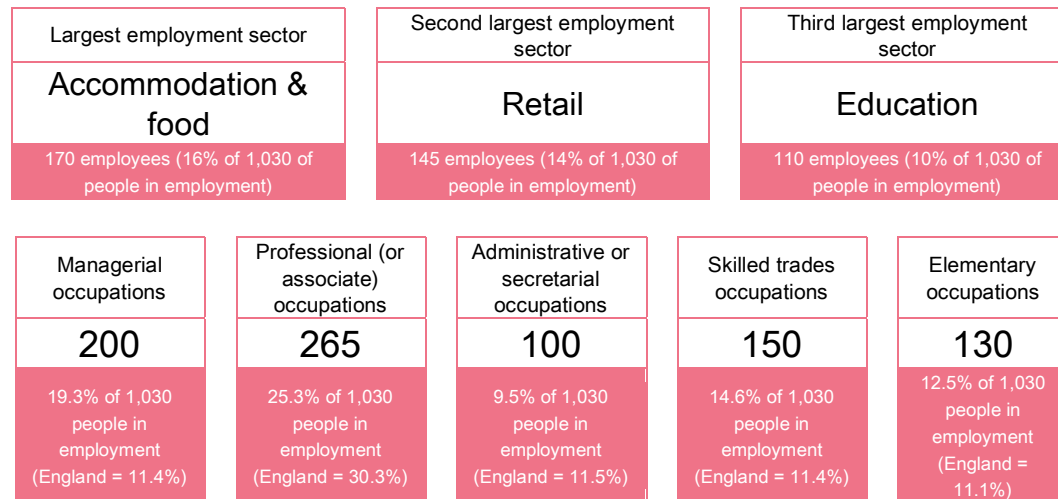 Largest employment sector
Accommodation &
food
170 employees (16% of 1,030 of
people in employment)
Second largest employment
sector
Retail
145 employees (14% of 1,030 of
people in employment)
Third largest employment
sector
Education
110 employees (10% of 1,030 of
people in employment)
Managerial
occupations
200
19.3% of 1,030
people in
employment
(England = 11.4%)
Professional (or
associate)
occupations
265
25.3% of 1,030
people in
employment
(England = 30.3%)
Administrative or
secretarial
occupations
100
9.5% of 1,030
people in
employment
(England = 11.5%)
Skilled trades
occupations
150
14.6% of 1,030
people in
employment
(England = 11.4%)
Elementary
occupations
130
12.5% of 1,030
people in
employment
(England =
11.1%)